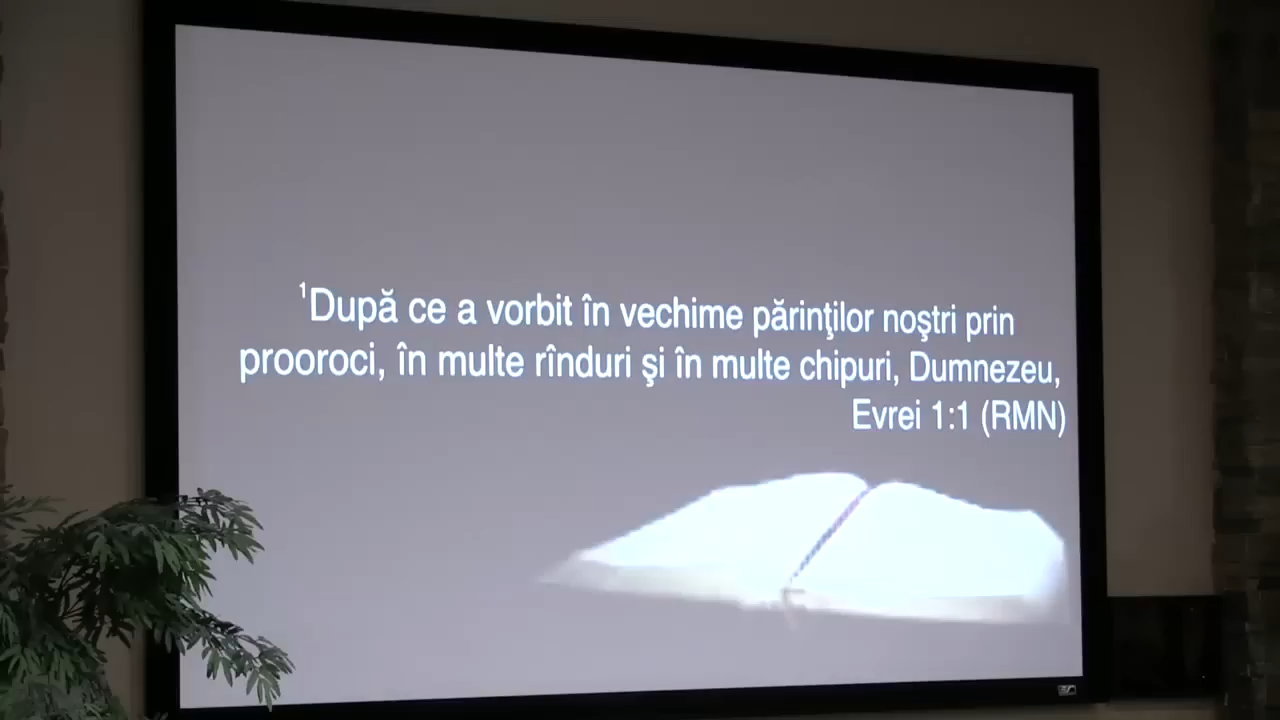 ¹După ce a vorbit în vechime părinţilor noştri prin
prooroci, în multe rînduri şi în multe chipuri, Dumnezeu,
Evrei 1:1 (RMN)